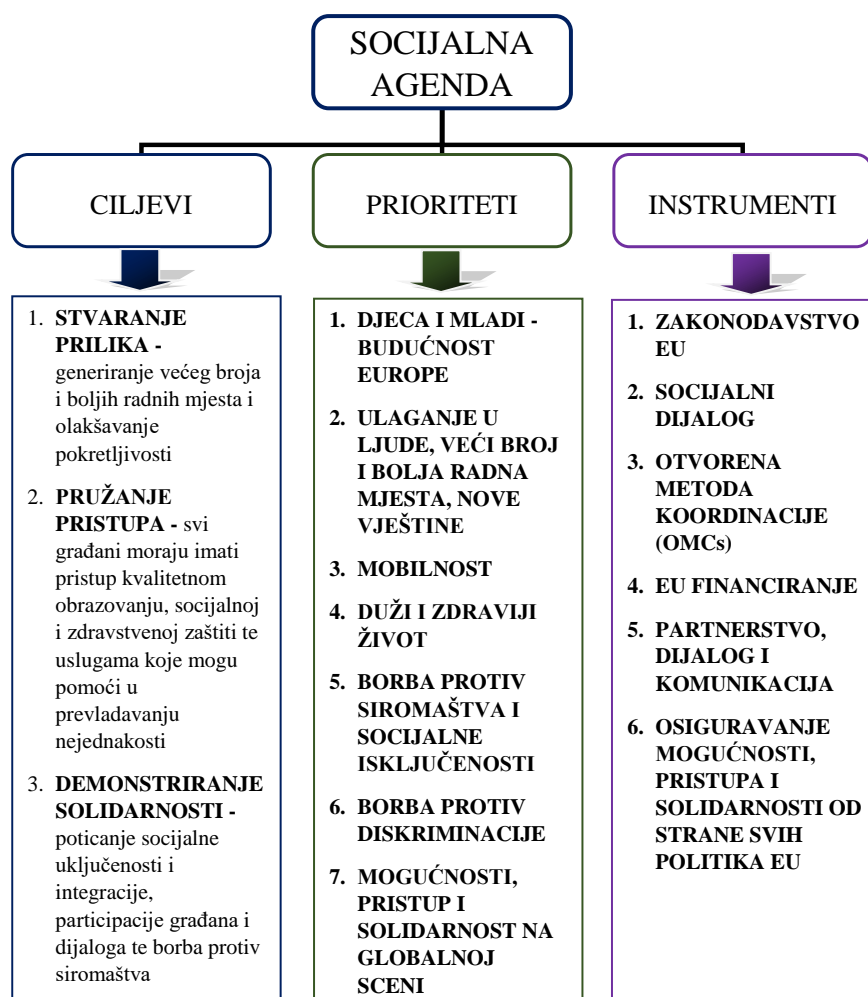 SOCIJALNA
AGENDA
CILJEVI
PRIORITETI
INSTRUMENTI
1. STVARANJE
PRILIKA -
generiranje većeg broja
i boljih radnih mjesta i
olakšavanje
pokretljivosti
2. PRUŽANJE
PRISTUPA - svi
građani moraju imati
pristup kvalitetnom
obrazovanju, socijalnoj
i zdravstvenoj zaštiti te
uslugama koje mogu
pomoći u
prevladavanju
nejednakosti
3. DEMONSTRIRANJE
SOLIDARNOSTI -
poticanje socijalne
uključenosti i
integracije,
participacije građana i
dijaloga te borba protiv
siromaštva
1. DJECA I MLADI -
BUDUĆNOST
EUROPE
2. ULAGANJE U
LJUDE, VEĆI BROJ
I BOLJA RADNA
MJESTA, NOVE
VJEŠTINE
3. MOBILNOST
4. DUŽI I ZDRAVIJI
ŽIVOT
5. BORBA PROTIV
SIROMAŠTVA I
SOCIJALNE
ISKLJUČENOSTI
6. BORBA PROTIV
DISKRIMINACIJE
7. MOGUĆNOSTI,
PRISTUP I
SOLIDARNOST NA
GLOBALNOJ
SCENI
1. ZAKONODAVSTVO
EU
2. SOCIJALNI
DIJALOG
3. OTVORENA
METODA
KOORDINACIJE
(OMCs)
4. EU FINANCIRANJE
5. PARTNERSTVO,
DIJALOG I
KOMUNIKACIJA
6. OSIGURAVANJE
MOGUĆNOSTI,
PRISTUPA I
SOLIDARNOSTI OD
STRANE SVIH
POLITIKA EU